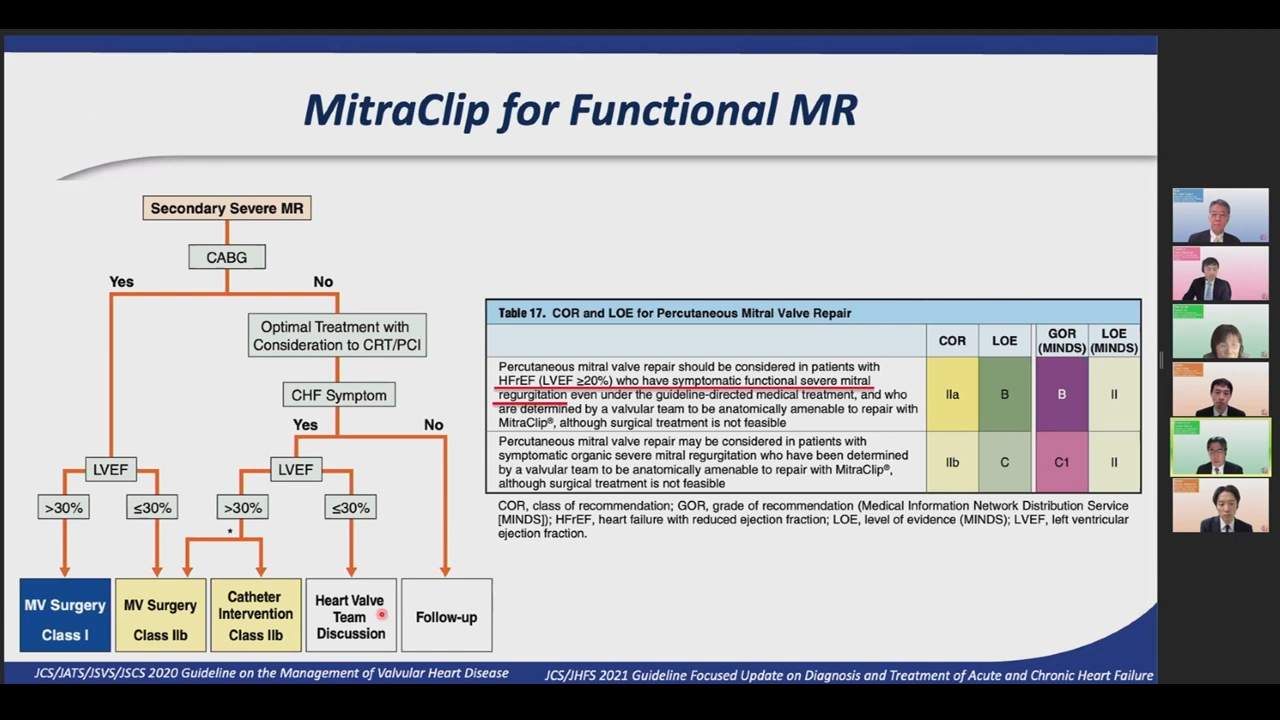 MitraClip for Functional MR
Secondary Severe MR
CABG
Yes
No
Optimal Treatment with
Consideration to CRT/PCI
CHF Symptom
Yes
No
LVEF
LVEF
>30%
≤30%
>30%
≤30%
*
MV Surgery
Class I
MV Surgery
Class IIb
Catheter
Intervention
Class IIb
Heart Valve
Team
Discussion
Follow-up
Table 17. COR and LOE for Percutaneous Mitral Valve Repair
COR
LOE
GOR
(MINDS)
LOE
(MINDS)
Percutaneous mitral valve repair should be considered in patients with
HFrEF (LVEF ≥20%) who have symptomatic functional severe mitral
regurgitation even under the guideline-directed medical treatment, and who
are determined by a valvular team to be anatomically amenable to repair with
MitraClip®, although surgical treatment is not feasible
IIa
B
B
II
Percutaneous mitral valve repair may be considered in patients with
symptomatic organic severe mitral regurgitation who have been determined
by a valvular team to be anatomically amenable to repair with MitraClip®,
although surgical treatment is not feasible
IIb
C
C1
II
COR, class of recommendation; GOR, grade of recommendation (Medical Information Network Distribution Service
[MINDS]); HFrEF, heart failure with reduced ejection fraction; LOE, level of evidence (MINDS); LVEF, left ventricular
ejection fraction.
JCS/JATS/JSVS/JSCS 2020 Guideline on the Management of Valvular Heart Disease
JCS/JHFS 2021 Guideline Focused Update on Diagnosis and Treatment of Acute and Chronic Heart Failure